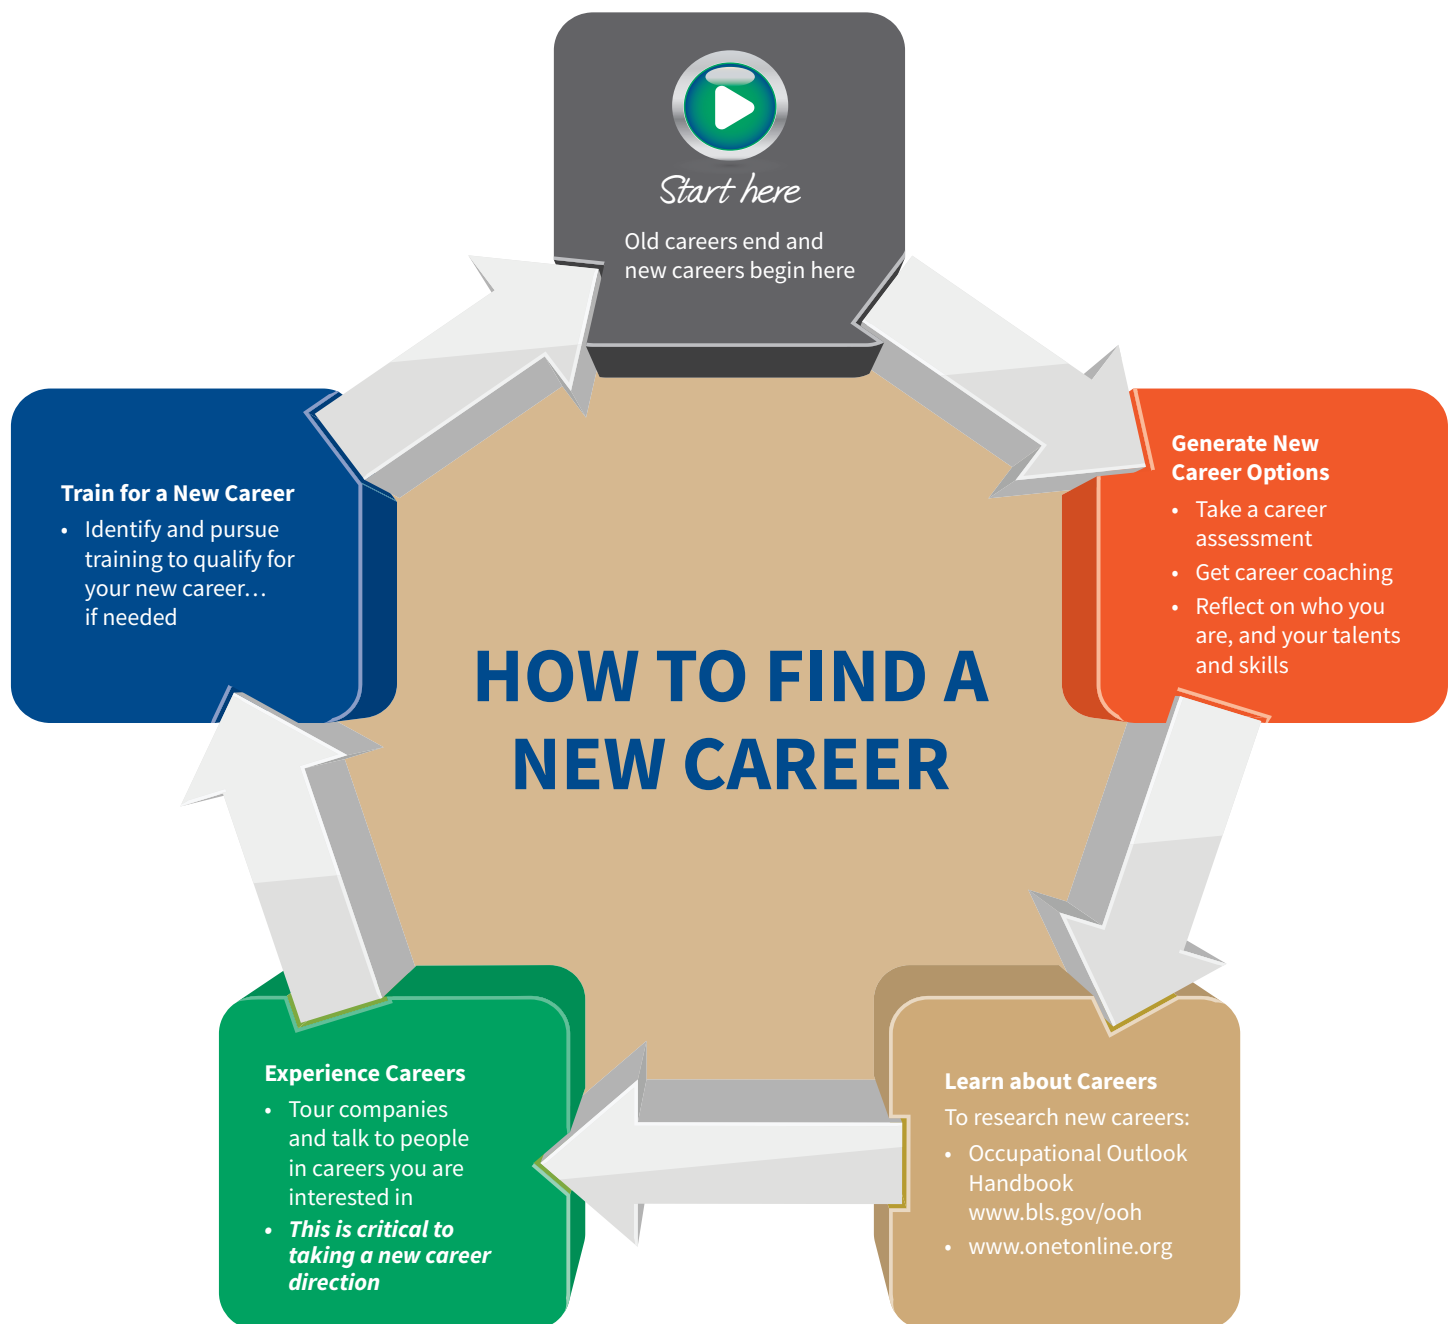 Start here
Old careers end and
new careers begin here
Generate New
Career Options
• Take a career
assessment
• Get career coaching
• Reflect on who you
are, and your talents
and skills
Learn about Careers
To research new careers:
• Occupational Outlook
Handbook
www.bls.gov/ooh
• www.onetonline.org
Experience Careers
• Tour companies
and talk to people
in careers you are
interested in
• This is critical to
taking a new career
direction
Train for a New Career
• Identify and pursue
training to qualify for
your new career…
if needed
HOW TO FIND A
NEW CAREER